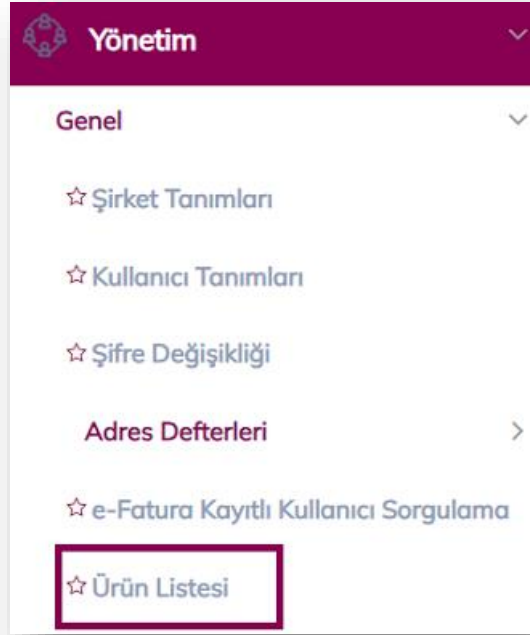 Yönetim
Genel
Şirket Tanımları
Kullanıcı Tanımları
Şifre Değişikliği
Adres Defterleri
e-Fatura Kayıtlı Kullanıcı Sorgulama
Ürün Listesi